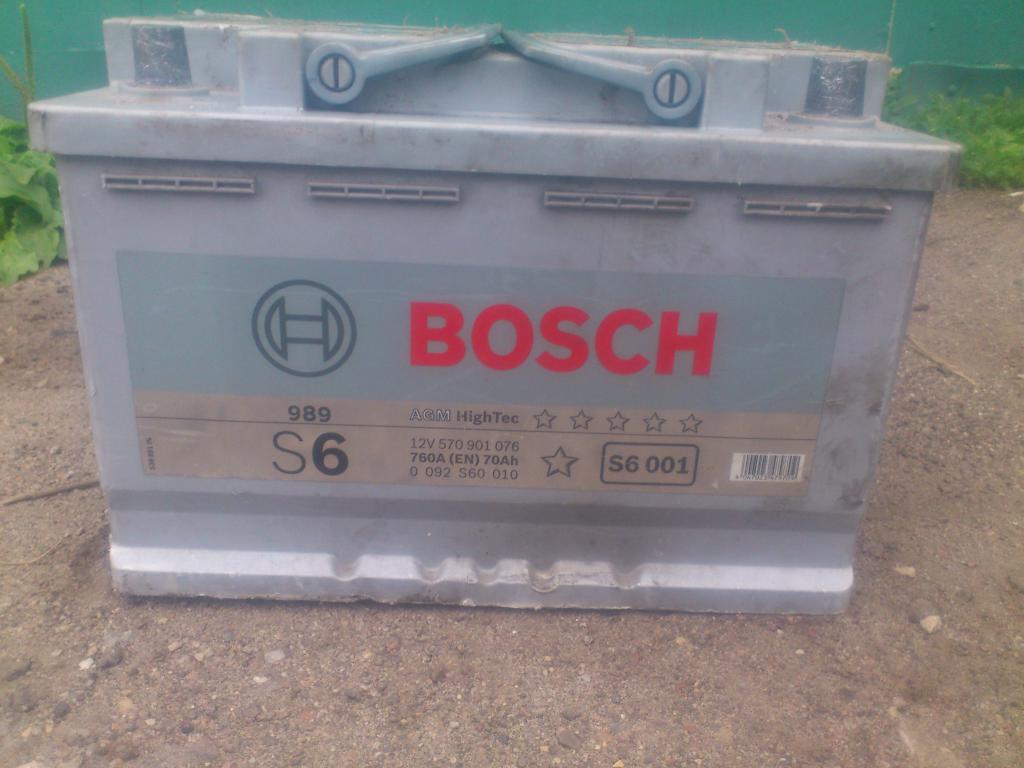 BOSCH
989
AGM HighTec
S6
12V 570 901 076
760A (EN) 70Ah
0 092 S60 010
S6 001